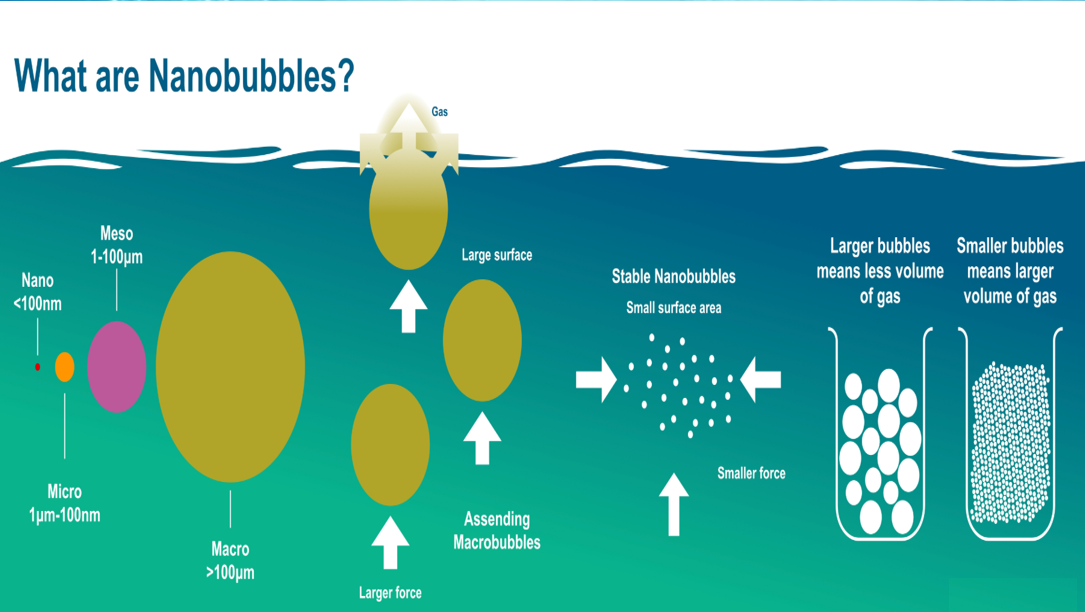 What are Nanobubbles?
Gas
Meso
1-100µm
Nano
<100nm
Micro
1µm-100nm
Macro
>100µm
Large surface
Larger force
Assending
Macrobubbles
Stable Nanobubbles
Small surface area
Smaller force
Larger bubbles
means less volume
of gas
Smaller bubbles
means larger
volume of gas